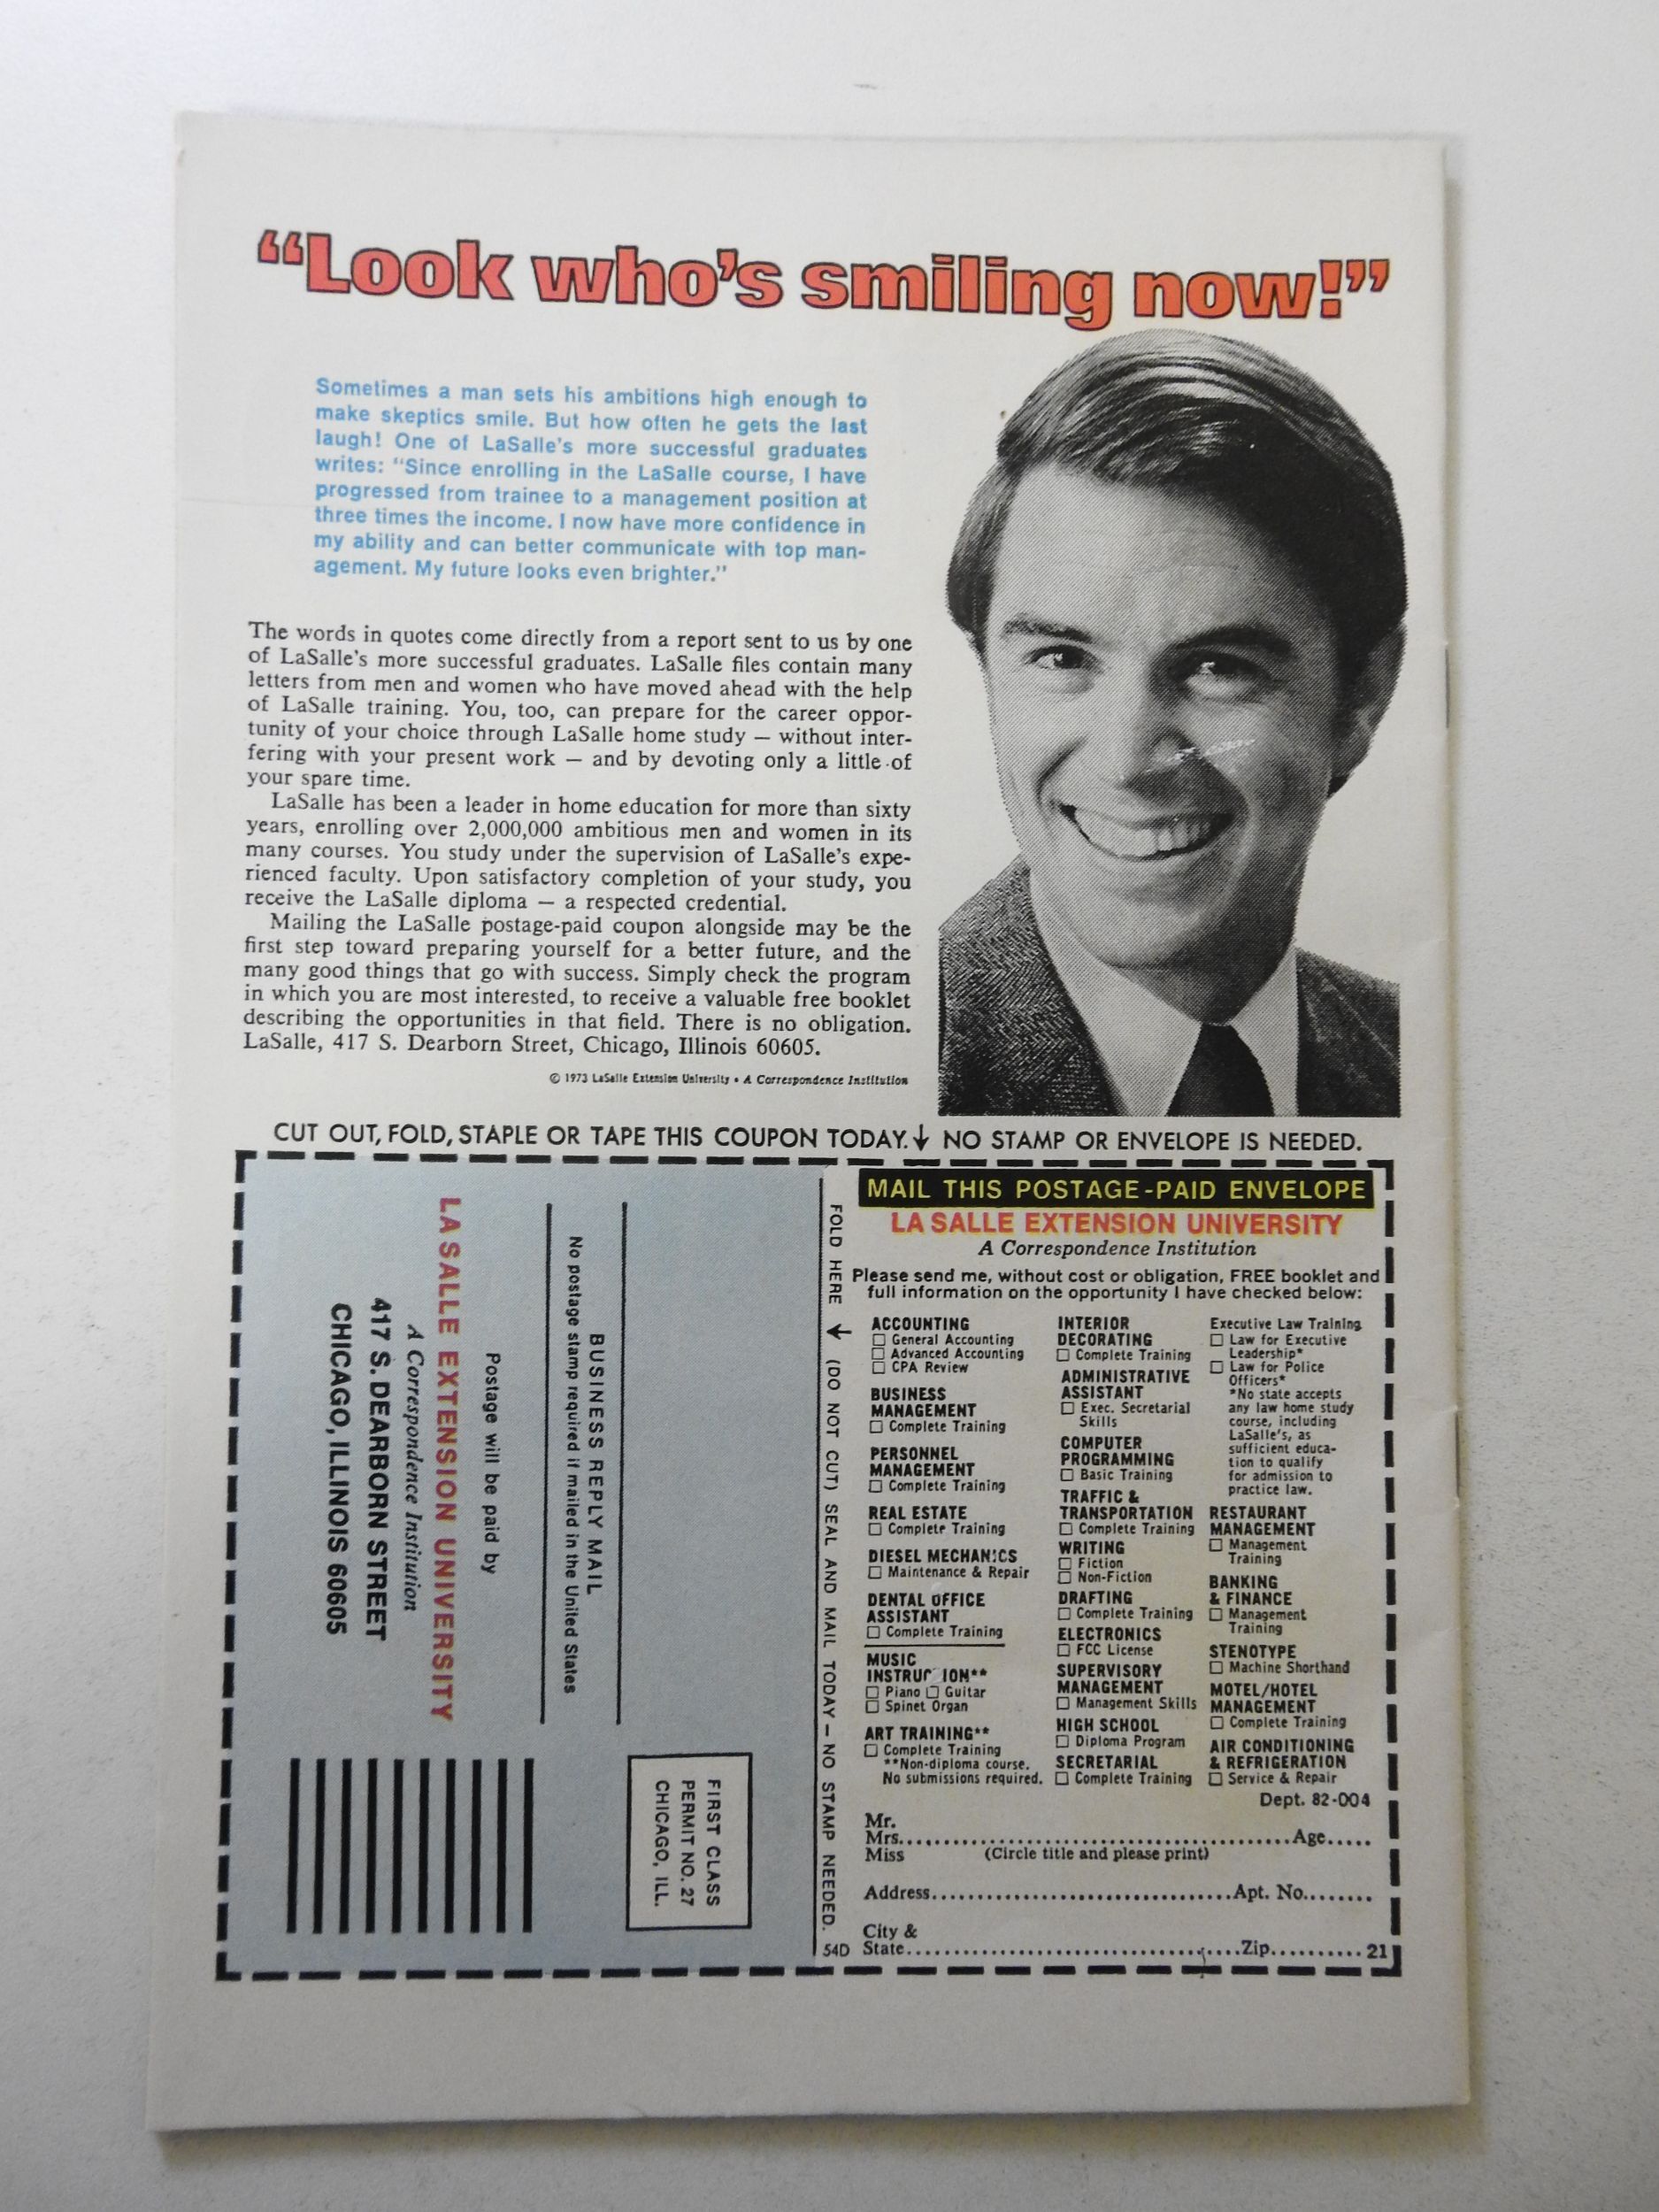 “Look who’s smiling now!”
Sometimes a man sets his ambitions high enough to
make skeptics smile. But how often he gets the last
laugh! One of LaSalle’s more successful graduates
writes: “Since enrolling in the LaSalle course, I have
progressed from trainee to a management position at
three times the income. I now have more confidence in
my ability and can better communicate with top man-
agement. My future looks even brighter.”
The words in quotes come directly from a report sent to us by one
of LaSalle’s more successful graduates. LaSalle files contain many
letters from men and women who have moved ahead with the help
of LaSalle training. You, too, can prepare for the career oppor-
tunity of your choice through LaSalle home study — without inter-
fering with your present work — and by devoting only a little of
your spare time.
LaSalle has been a leader in home education for more than sixty
years, enrolling over 2,000,000 ambitious men and women in its
many courses. You study under the supervision of LaSalle’s expe-
rienced faculty. Upon satisfactory completion of your study, you
receive the LaSalle diploma — a respected credential.
Mailing the LaSalle postage-paid coupon alongside may be the
first step toward preparing yourself for a better future, and the
many good things that go with success. Simply check the program
in which you are most interested, to receive a valuable free booklet
describing the opportunities in that field. There is no obligation.
LaSalle, 417 S. Dearborn Street, Chicago, Illinois 60605.
© 1973 LaSalle Extension University • A Correspondence Institution
CUT OUT, FOLD, STAPLE OR TAPE THIS COUPON TODAY.↓ NO STAMP OR ENVELOPE IS NEEDED.
FIRST CLASS
PERMIT NO. 27
CHICAGO, ILL.
BUSINESS REPLY MAIL
No postage stamp required if mailed in the United States
Postage will be paid by
LA SALLE EXTENSION UNIVERSITY
A Correspondence Institution
417 S. DEARBORN STREET
CHICAGO, ILLINOIS 60605
FOLD HERE ↓ (DO NOT CUT) SEAL AND MAIL TODAY — NO STAMP NEEDED.
54D
MAIL THIS POSTAGE-PAID ENVELOPE
LA SALLE EXTENSION UNIVERSITY
A Correspondence Institution
Please send me, without cost or obligation, FREE booklet and
full information on the opportunity I have checked below:
ACCOUNTING
☐ General Accounting
☐ Advanced Accounting
☐ CPA Review
BUSINESS
MANAGEMENT
☐ Complete Training
PERSONNEL
MANAGEMENT
☐ Complete Training
REAL ESTATE
☐ Complete Training
DIESEL MECHANICS
☐ Maintenance & Repair
DENTAL OFFICE
ASSISTANT
☐ Complete Training
MUSIC
INSTRUCTION**
☐ Piano ☐ Guitar
☐ Spinet Organ
ART TRAINING**
☐ Complete Training
**Non-diploma course.
No submissions required.
INTERIOR
DECORATING
☐ Complete Training
ADMINISTRATIVE
ASSISTANT
☐ Exec. Secretarial
Skills
COMPUTER
PROGRAMMING
☐ Basic Training
TRAFFIC &
TRANSPORTATION
☐ Complete Training
WRITING
☐ Fiction
☐ Non-Fiction
DRAFTING
☐ Complete Training
ELECTRONICS
☐ FCC License
SUPERVISORY
MANAGEMENT
☐ Management Skills
HIGH SCHOOL
☐ Diploma Program
SECRETARIAL
☐ Complete Training
Executive Law Training
☐ Law for Executive
Leadership*
☐ Law for Police
Officers*
*No state accepts
any law home study
course, including
LaSalle’s, as
sufficient educa-
tion to qualify
for admission to
practice law.
RESTAURANT
MANAGEMENT
☐ Management
Training
BANKING
& FINANCE
☐ Management
Training
STENOTYPE
☐ Machine Shorthand
MOTEL/HOTEL
MANAGEMENT
☐ Complete Training
AIR CONDITIONING
& REFRIGERATION
☐ Service & Repair
Dept. 82-004
Mr.
Mrs. Age
Miss (Circle title and please print)
Address Apt. No.
City &
State Zip 21